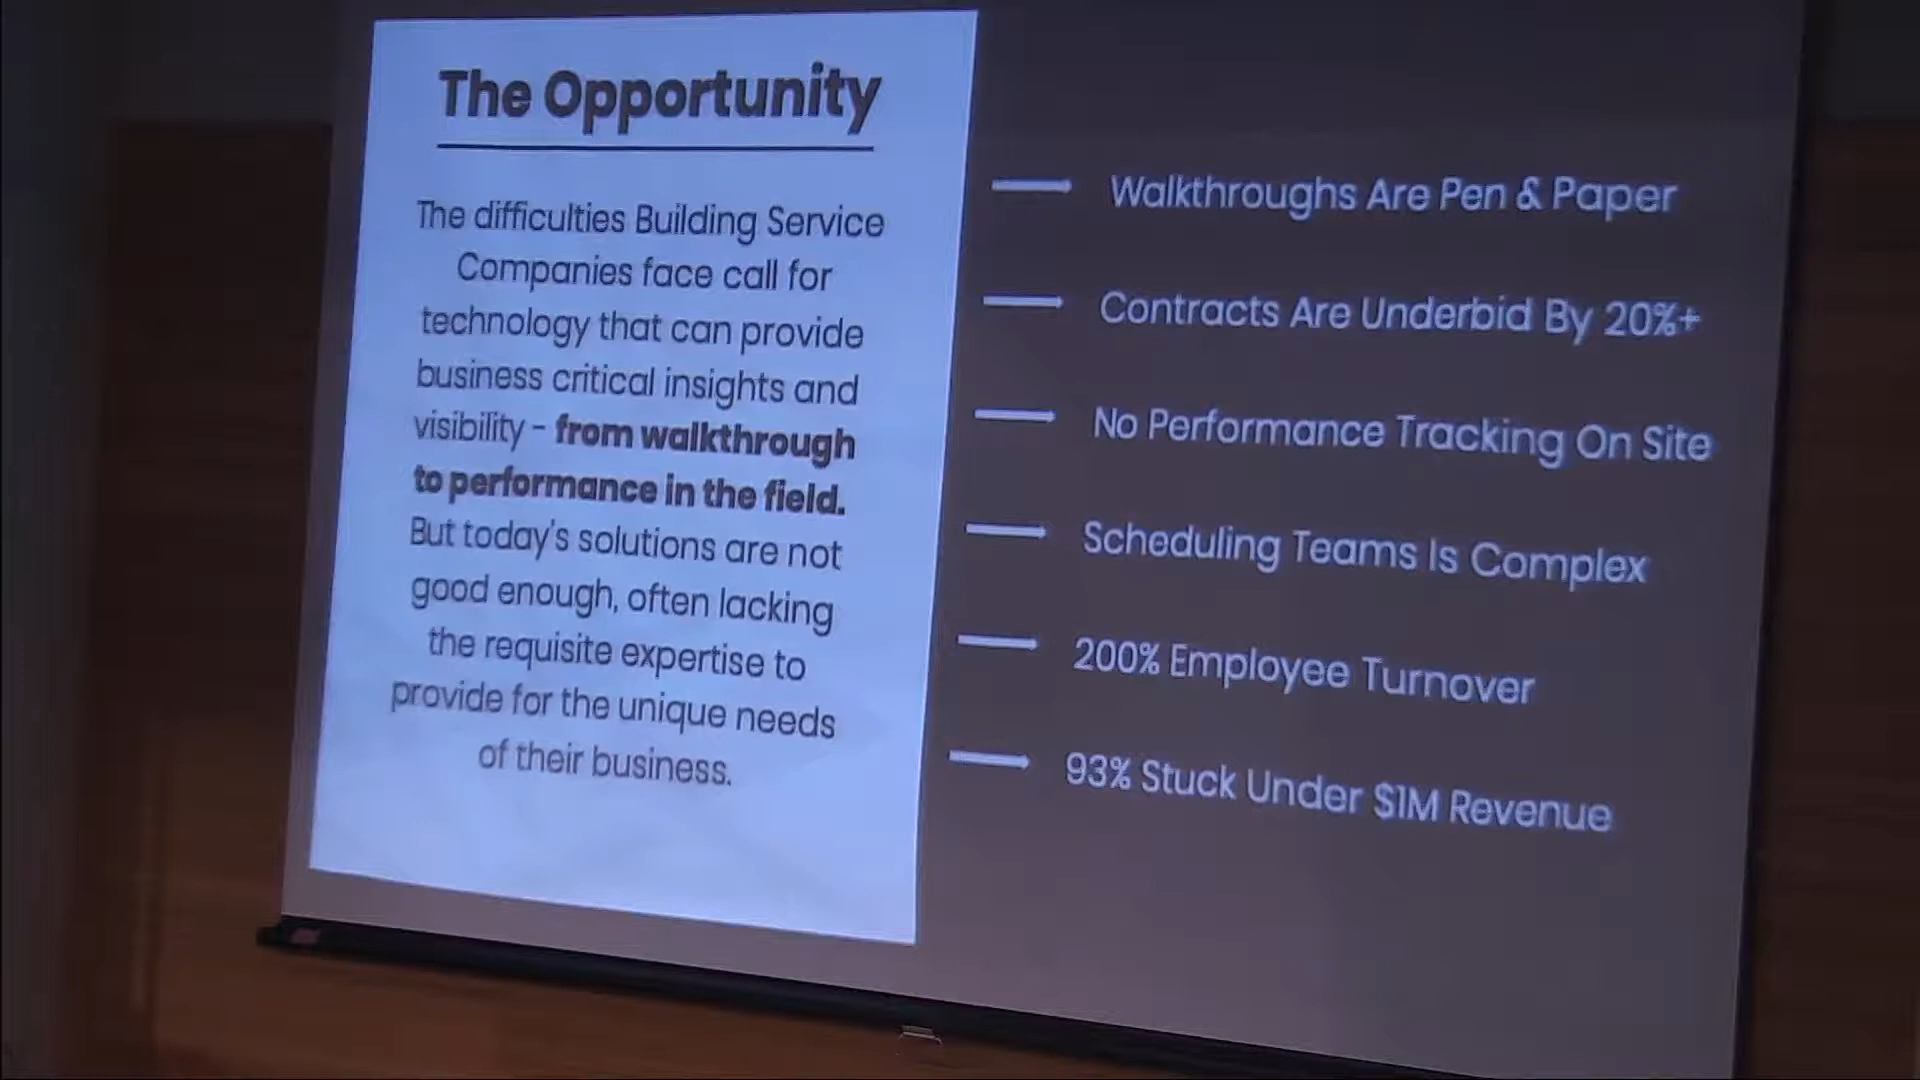 The Opportunity
The difficulties Building Service
Companies face call for
technology that can provide
business critical insights and
visibility - from walkthrough
to performance in the field.
But today's solutions are not
good enough, often lacking
the requisite expertise to
provide for the unique needs
of their business.
Walkthroughs Are Pen & Paper
Contracts Are Underbid By 20%+
No Performance Tracking On Site
Scheduling Teams Is Complex
200% Employee Turnover
93% Stuck Under $1M Revenue